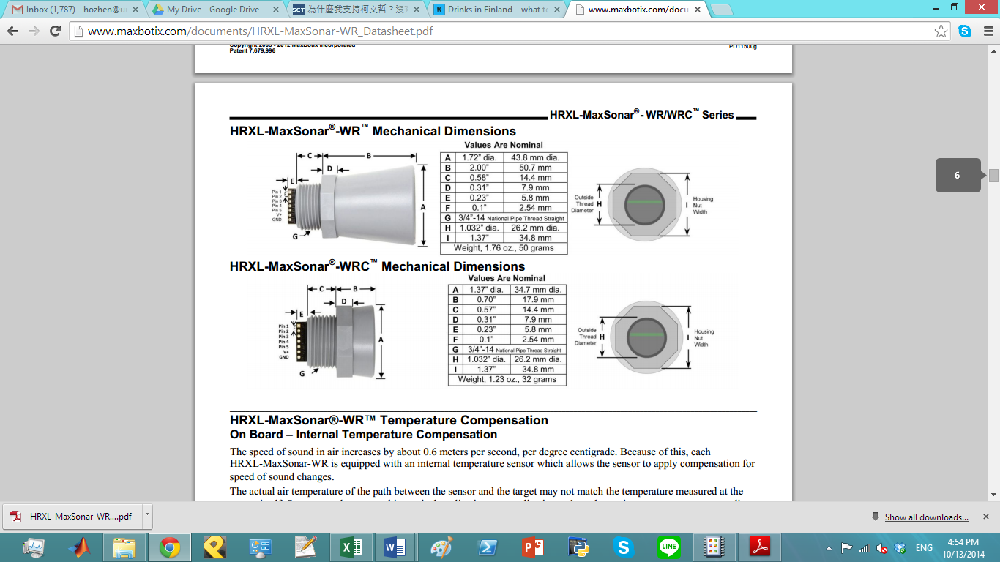 Inbox (1,787) - hozhen@u
My Drive - Google Drive
SET 為什麼我支持柯文哲？沒
Drinks in Finland – what to
www.maxbotix.com/docu
www.maxbotix.com/documents/HRXL-MaxSonar-WR_Datasheet.pdf
Copyright 2005 - 2012 MaxBotix Incorporated
Patent 7,679,996
PD11500g
HRXL-MaxSonar® - WR/WRC™ Series
HRXL-MaxSonar®-WR™ Mechanical Dimensions
Values Are Nominal
A 1.72" dia. 43.8 mm dia.
B 2.00" 50.7 mm
C 0.58" 14.4 mm
D 0.31" 7.9 mm
E 0.23" 5.8 mm
F 0.1" 2.54 mm
G 3/4"-14 National Pipe Thread Straight
H 1.032" dia. 26.2 mm dia.
I 1.37" 34.8 mm
Weight, 1.76 oz., 50 grams
C B
D
E
A
G
Pin 1
Pin 2
Pin 3
Pin 4
Pin 5
V+
GND
Outside
Thread H
Diameter
I
Housing
Nut
Width
6
HRXL-MaxSonar®-WRC™ Mechanical Dimensions
Values Are Nominal
A 1.37" dia. 34.7 mm dia.
B 0.70" 17.9 mm
C 0.57" 14.4 mm
D 0.31" 7.9 mm
E 0.23" 5.8 mm
F 0.1" 2.54 mm
G 3/4"-14 National Pipe Thread Straight
H 1.032" dia. 26.2 mm dia.
I 1.37" 34.8 mm
Weight, 1.23 oz., 32 grams
C B
D
E
A
G
Pin 1
Pin 2
Pin 3
Pin 4
Pin 5
V+
GND
Outside
Thread H
Diameter
I
Housing
Nut
Width
HRXL-MaxSonar®-WR™ Temperature Compensation
On Board – Internal Temperature Compensation
The speed of sound in air increases by about 0.6 meters per second, per degree centigrade. Because of this, each
HRXL-MaxSonar-WR is equipped with an internal temperature sensor which allows the sensor to apply compensation for
speed of sound changes.
The actual air temperature of the path between the sensor and the target may not match the temperature measured at the
HRXL-MaxSonar-WR....pdf
Show all downloads...
LINE
ENG
4:54 PM
10/13/2014